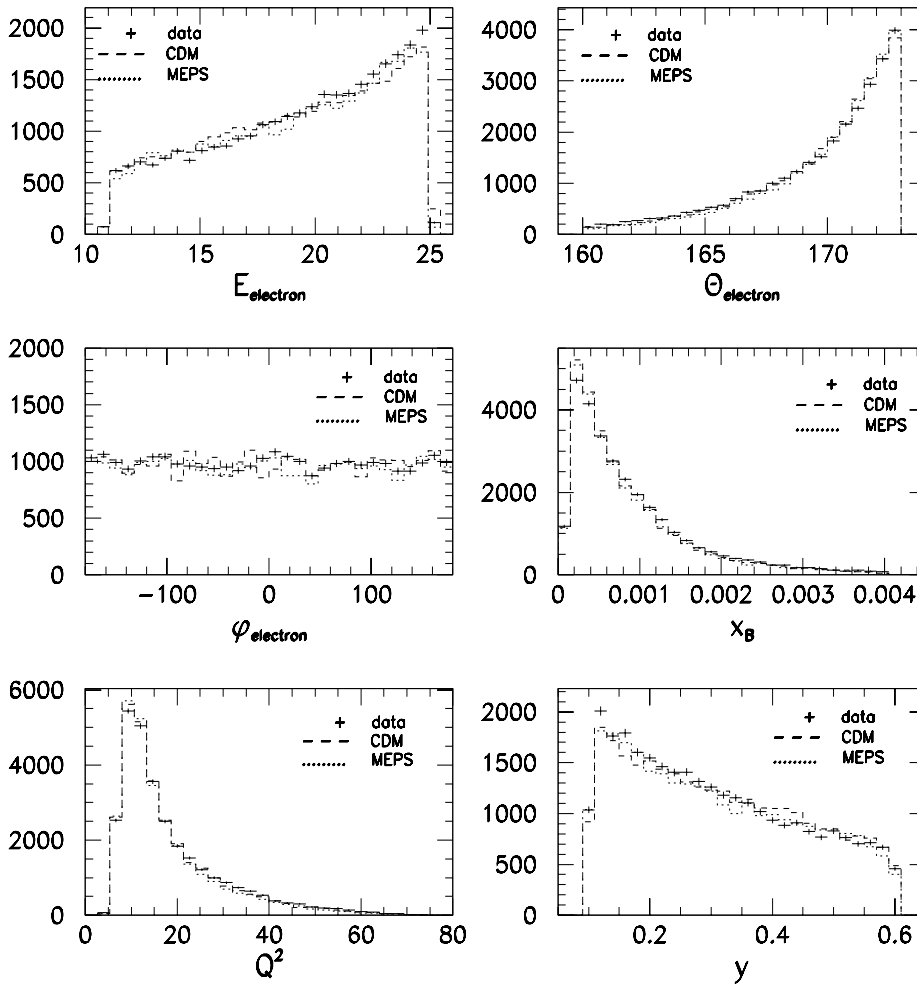 2000
1500
1000
500
0
data
CDM
MEPS
10 15 20 25
E electron
4000
3000
2000
1000
0
data
CDM
MEPS
160 165 170
Θ electron
2000
1500
1000
500
0
data
CDM
MEPS
−100 0 100
φ electron
4000
2000
0
data
CDM
MEPS
0 0.001 0.002 0.003 0.004
x B
6000
4000
2000
0
data
CDM
MEPS
0 20 40 60 80
Q²
2000
1500
1000
500
0
data
CDM
MEPS
0.2 0.4 0.6
y